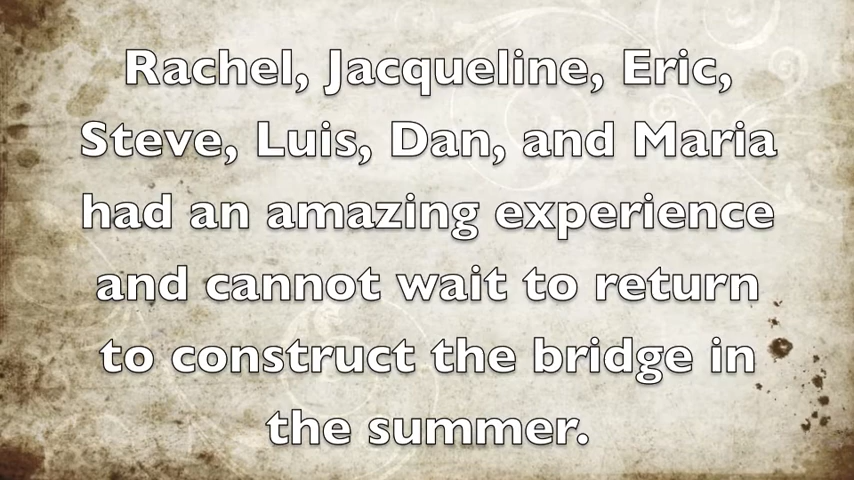 Rachel, Jacqueline, Eric,
Steve, Luis, Dan, and Maria
had an amazing experience
and cannot wait to return
to construct the bridge in
the summer.